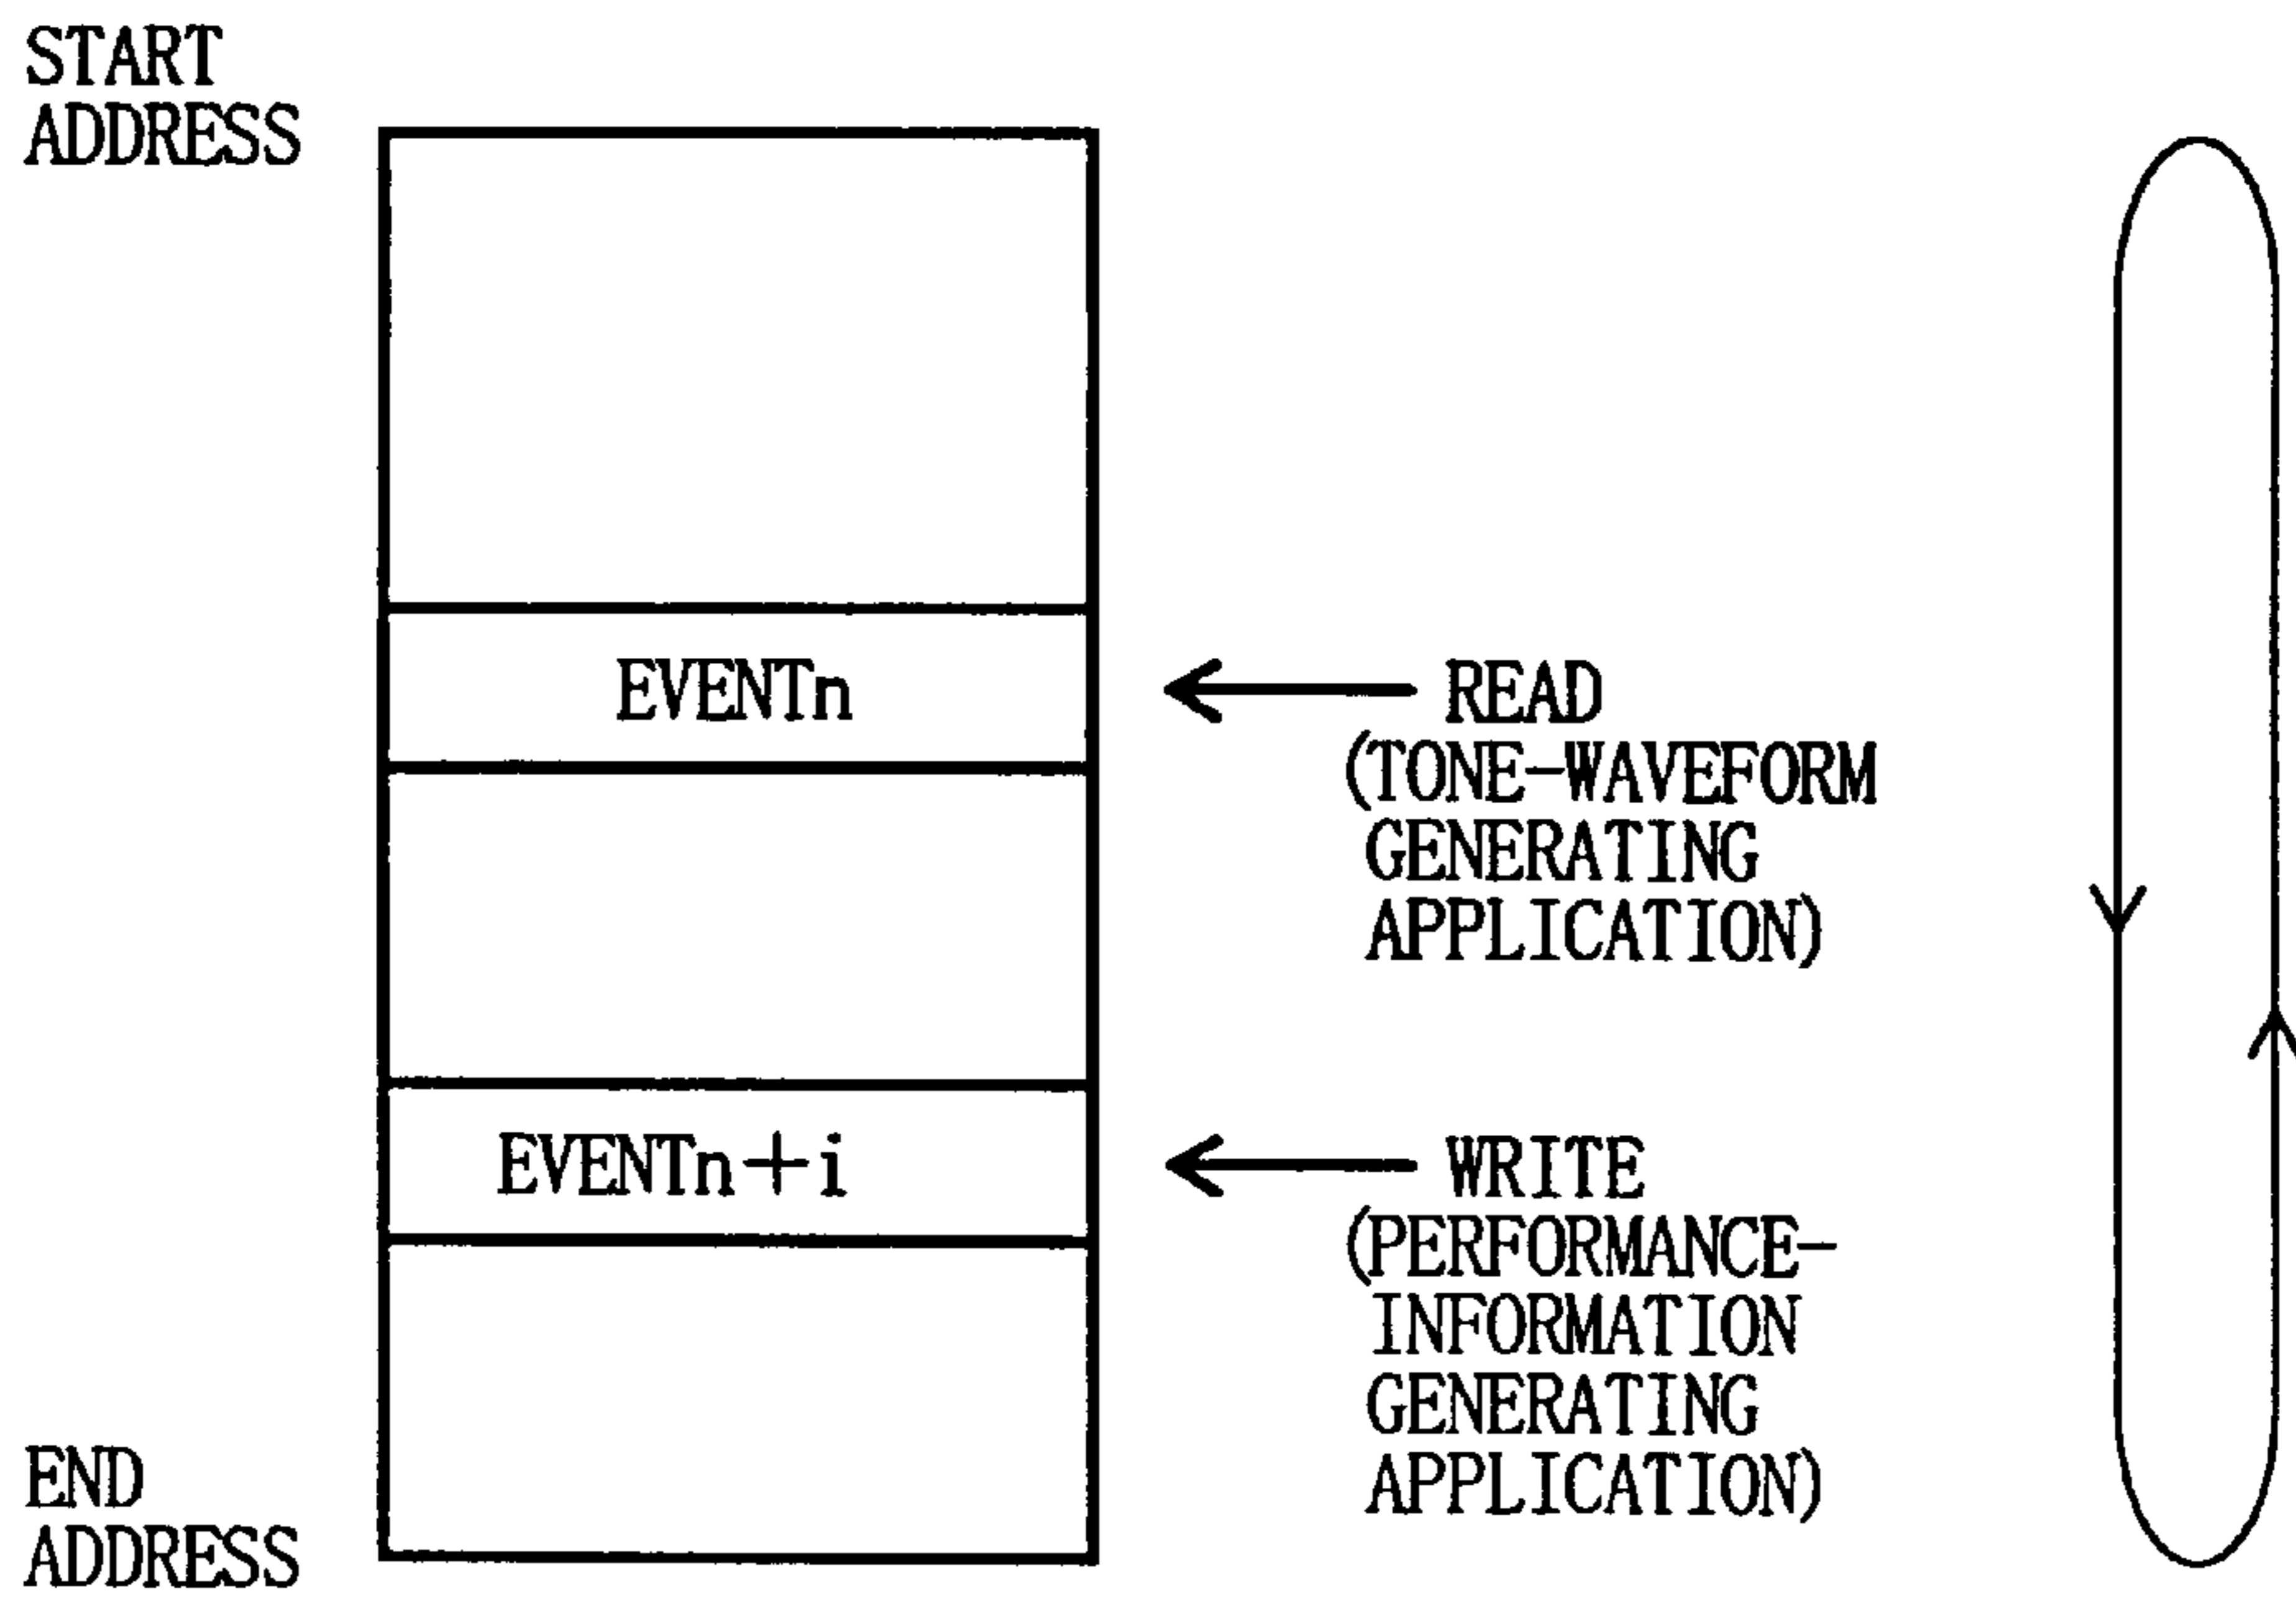 START
ADDRESS
EVENTn
READ
(TONE-WAVEFORM
GENERATING
APPLICATION)
EVENTn+i
WRITE
(PERFORMANCE-
INFORMATION
GENERATING
APPLICATION)
END
ADDRESS